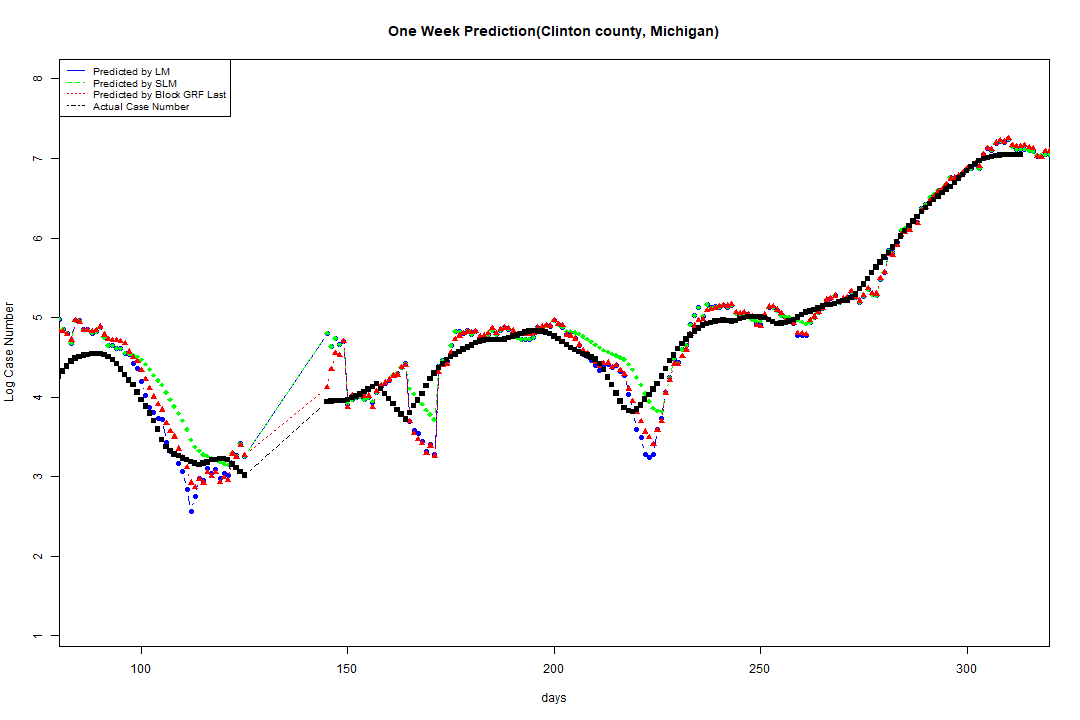 One Week Prediction(Clinton county, Michigan)
Predicted by LM
Predicted by SLM
Predicted by Block GRF Last
Actual Case Number
8
7
6
5
4
3
2
1
Log Case Number
100 150 200 250 300
days